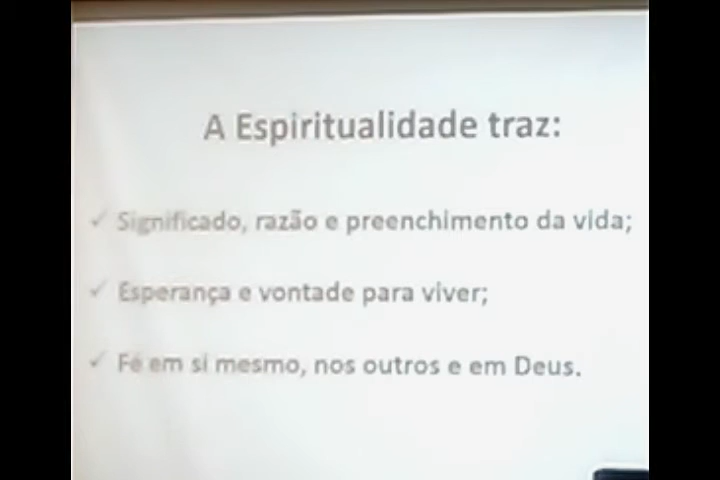 A Espiritualidade traz:
✓ Significado, razão e preenchimento da vida;
✓ Esperança e vontade para viver;
✓ Fé em si mesmo, nos outros e em Deus.